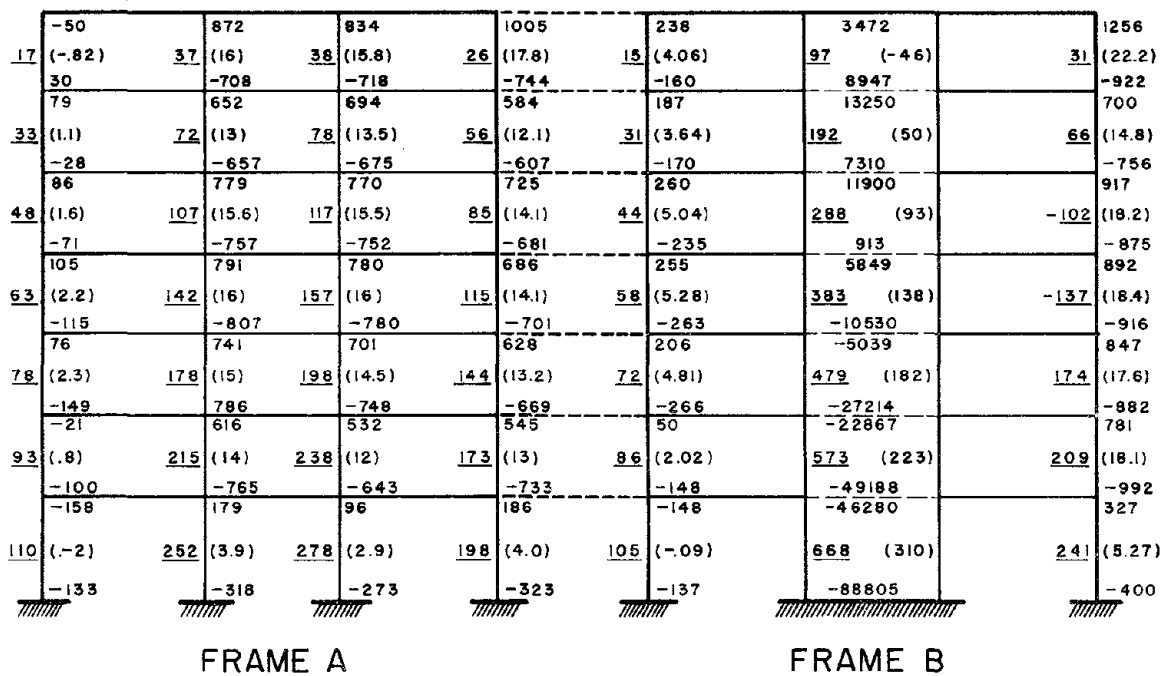 -50 872 834 1005 238 3472 1256
17 (-.82) 37 (16) 38 (15.8) 26 (17.8) 15 (4.06) 97 (-46) 31 (22.2)
30 -708 -718 -744 -160 8947 -922
79 652 694 584 187 13250 700
33 (1.1) 72 (13) 78 (13.5) 56 (12.1) 31 (3.64) 192 (50) 66 (14.8)
-28 -657 -675 -607 -170 7310 -756
86 779 770 725 260 11900 917
48 (1.6) 107 (15.6) 117 (15.5) 85 (14.1) 44 (5.04) 288 (93) -102 (18.2)
-71 -757 -752 -681 -235 913 -875
105 791 780 686 255 5849 892
63 (2.2) 142 (16) 157 (16) 115 (14.1) 58 (5.28) 383 (138) -137 (18.4)
-115 -807 -780 -701 -263 -10530 -916
76 741 701 628 206 -5039 847
78 (2.3) 178 (15) 198 (14.5) 144 (13.2) 72 (4.81) 479 (182) 174 (17.6)
-149 786 -748 -669 -266 -27214 -882
-21 616 532 545 50 -22867 781
93 (.8) 215 (14) 238 (12) 173 (13) 86 (2.02) 573 (223) 209 (18.1)
-100 -765 -643 -733 -148 -49188 -992
-158 179 96 186 -148 -46280 327
110 (.-2) 252 (3.9) 278 (2.9) 198 (4.0) 105 (-.09) 668 (310) 241 (5.27)
-133 -318 -273 -323 -137 -88805 -400
FRAME A FRAME B